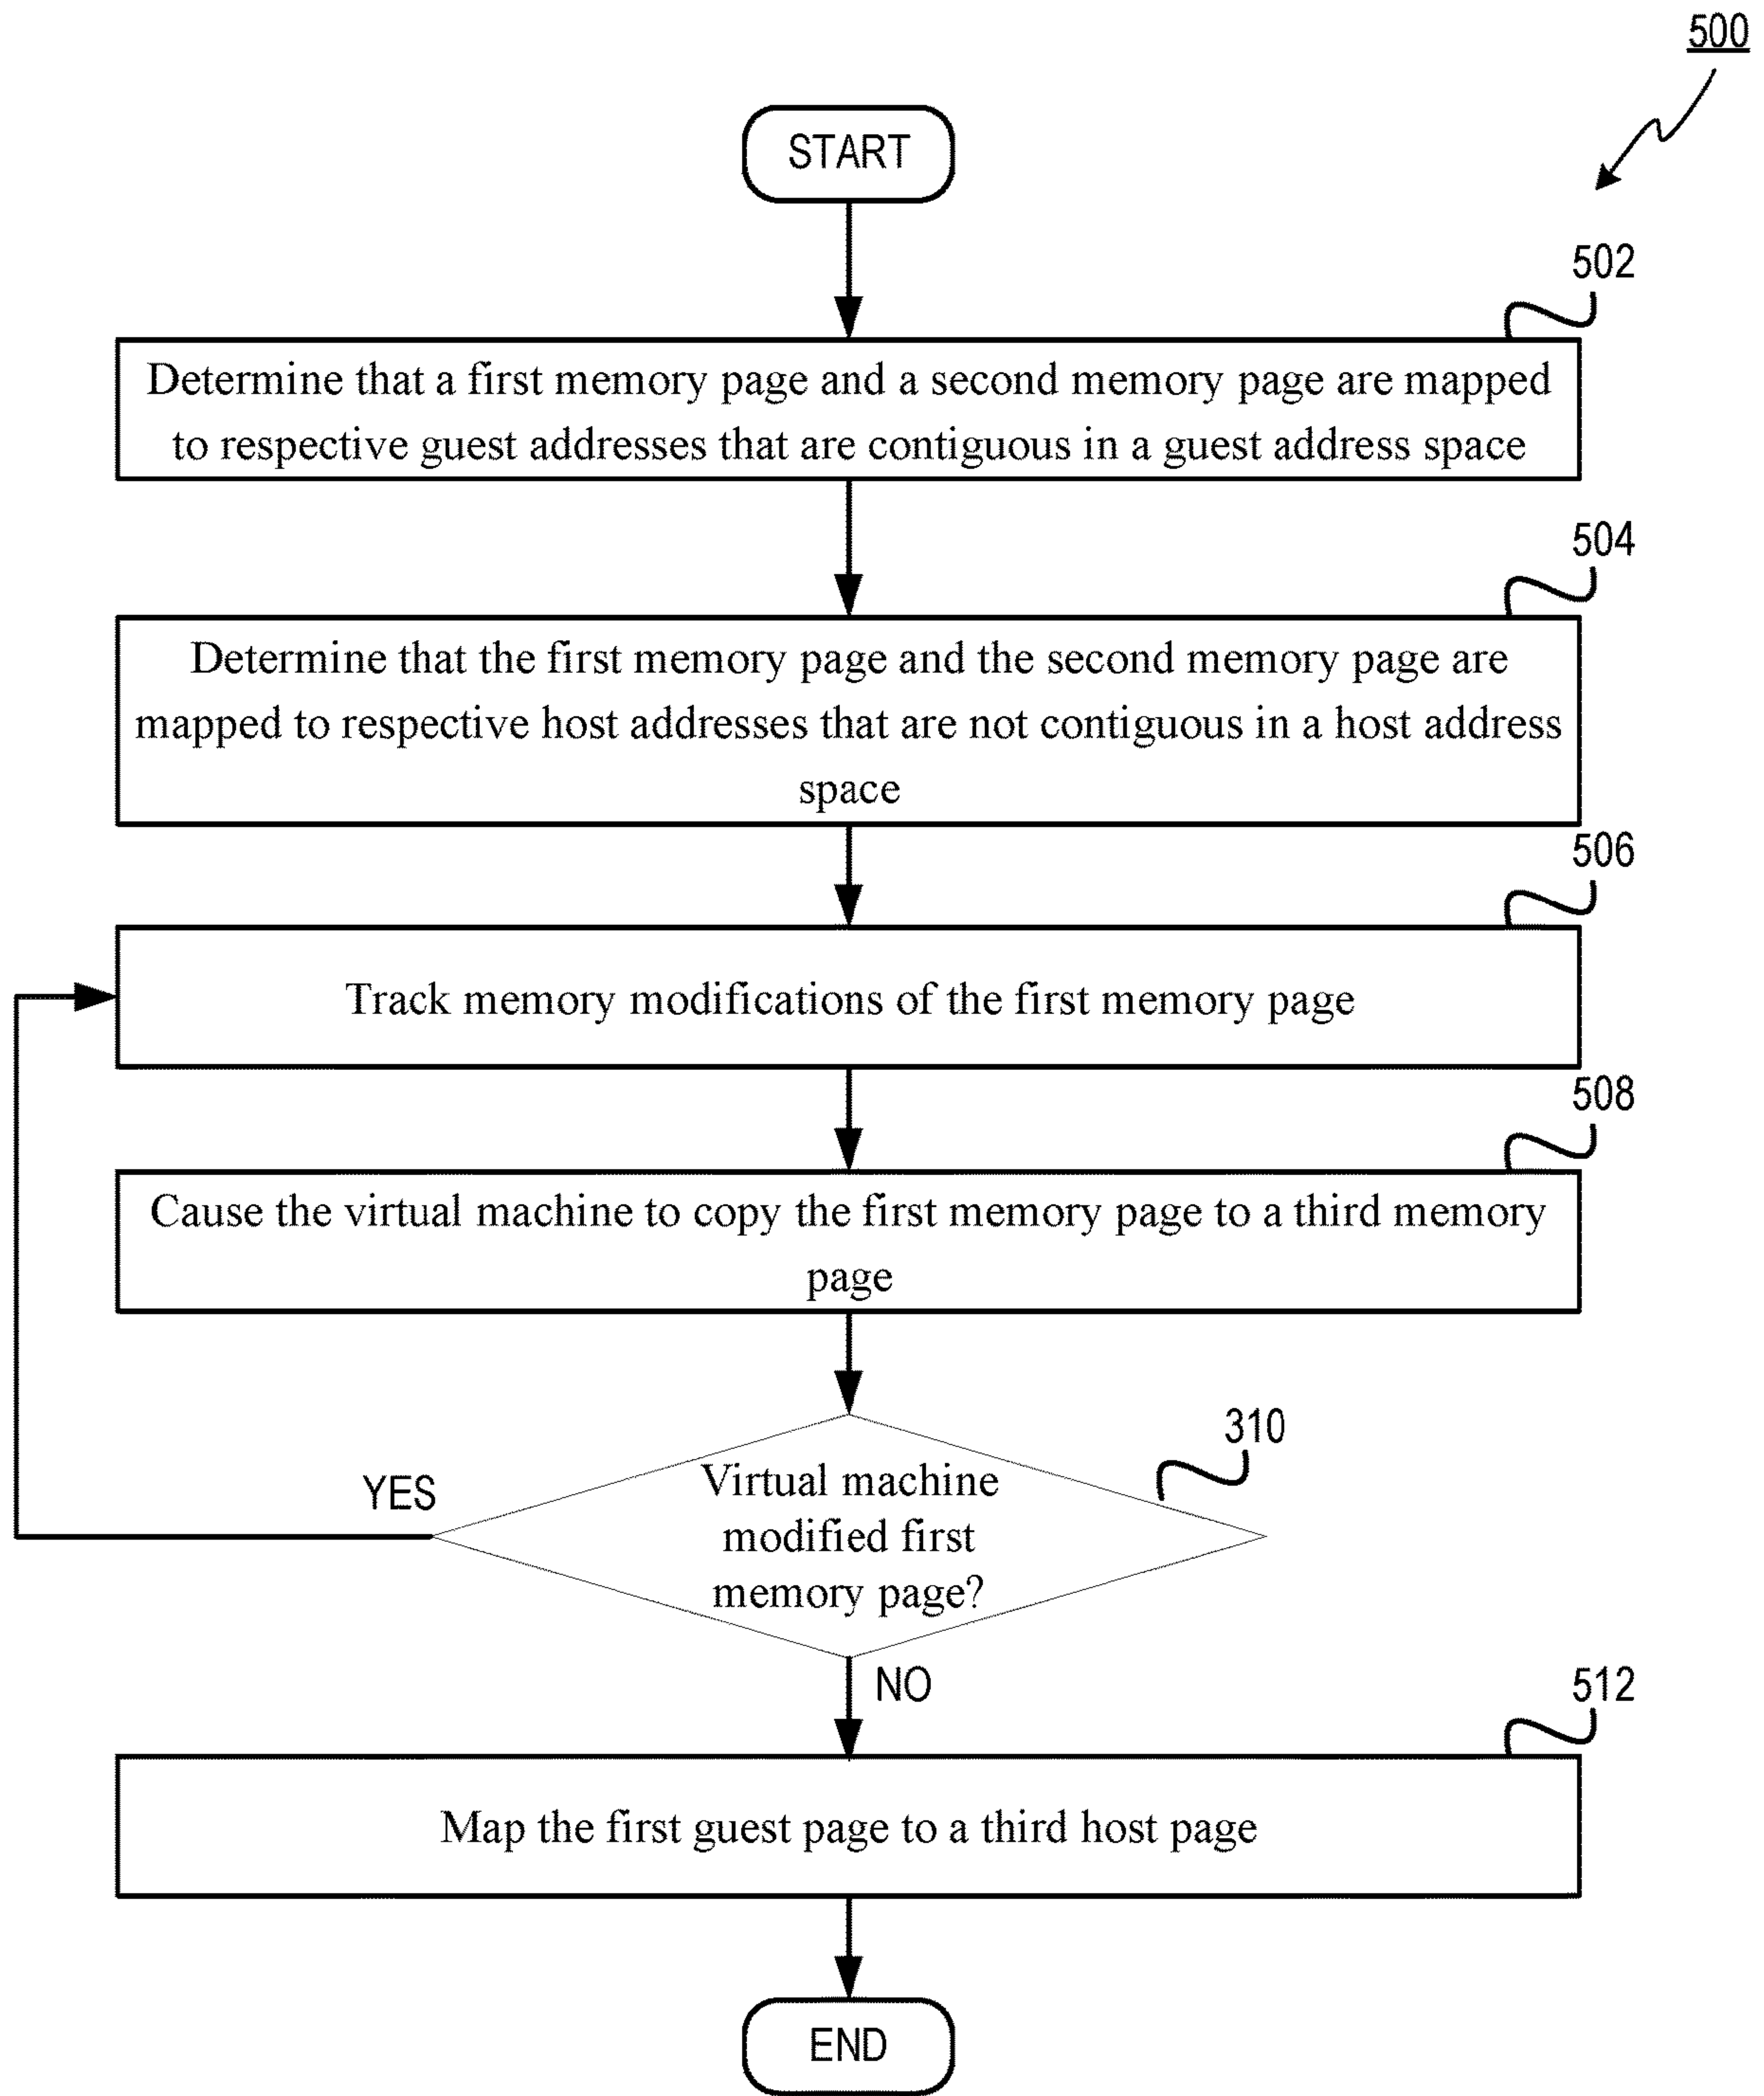 500
START
502
Determine that a first memory page and a second memory page are mapped
to respective guest addresses that are contiguous in a guest address space
504
Determine that the first memory page and the second memory page are
mapped to respective host addresses that are not contiguous in a host address
space
506
Track memory modifications of the first memory page
508
Cause the virtual machine to copy the first memory page to a third memory
page
310
YES
Virtual machine
modified first
memory page?
NO
512
Map the first guest page to a third host page
END